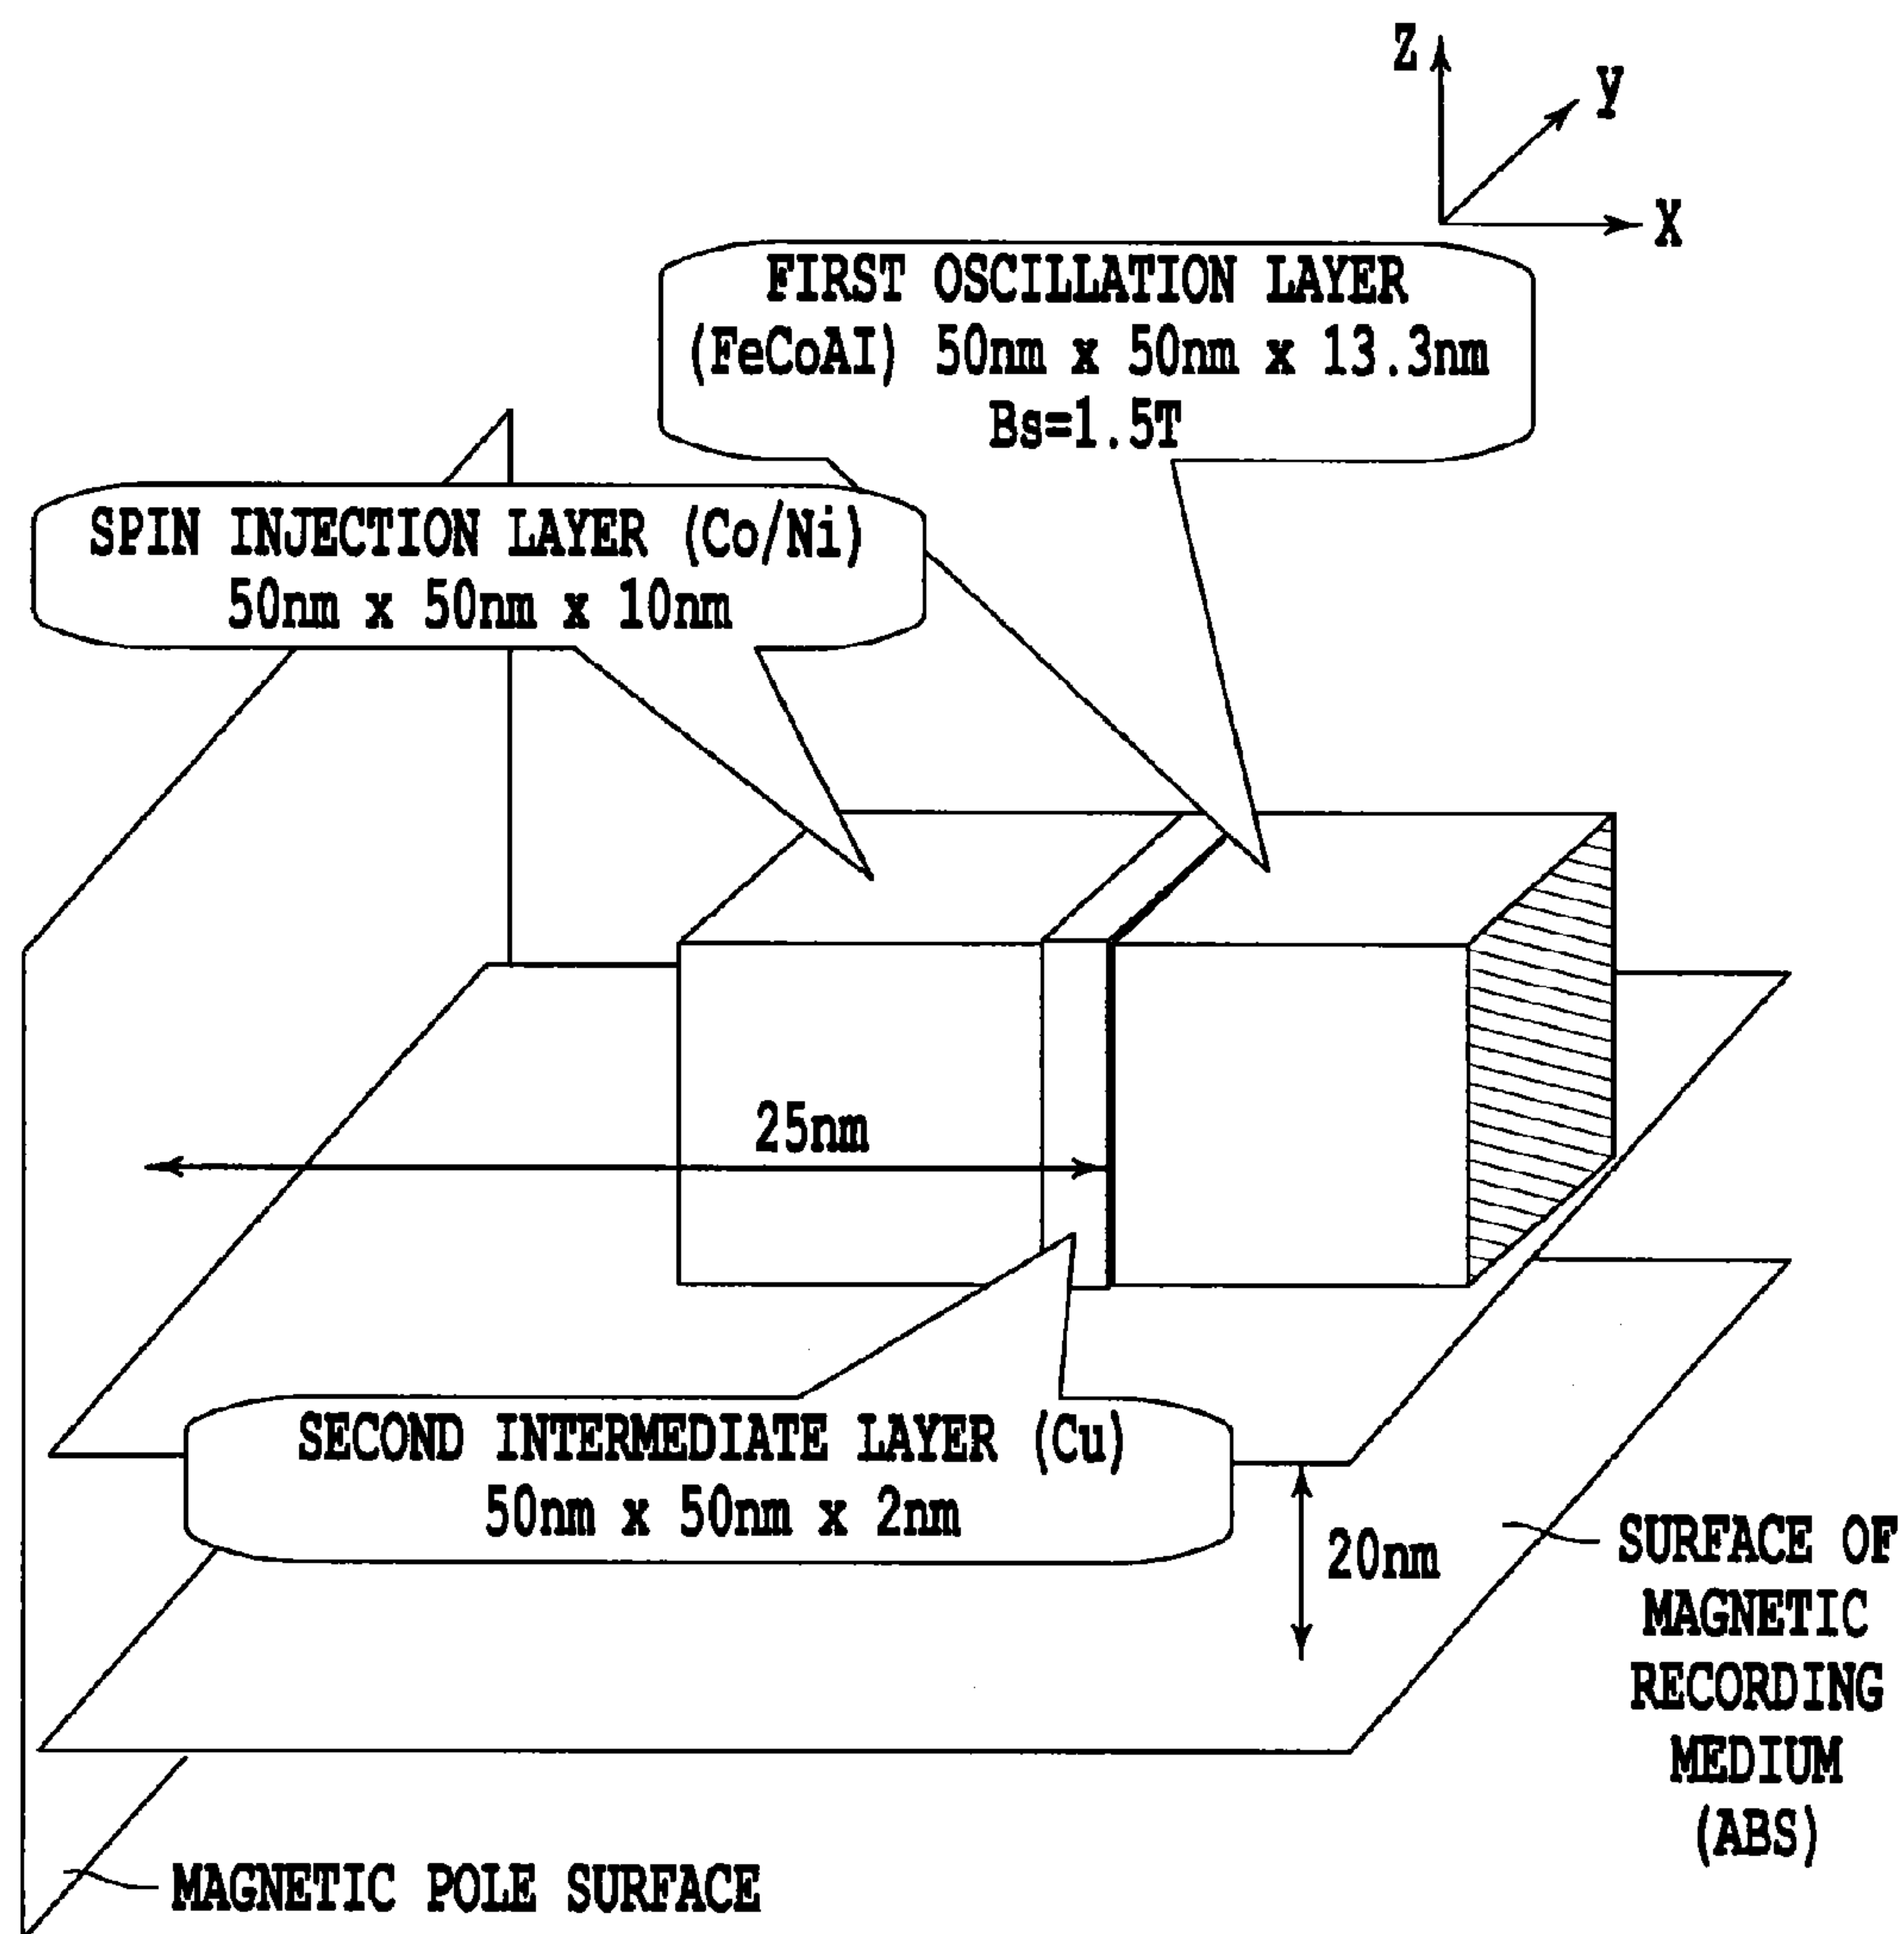 Z
y
X
FIRST OSCILLATION LAYER
(FeCoAl) 50nm x 50nm x 13.3nm
Bs=1.5T
SPIN INJECTION LAYER (Co/Ni)
50nm x 50nm x 10nm
25nm
SECOND INTERMEDIATE LAYER (Cu)
50nm x 50nm x 2nm
20nm
SURFACE OF
MAGNETIC
RECORDING
MEDIUM
(ABS)
MAGNETIC POLE SURFACE